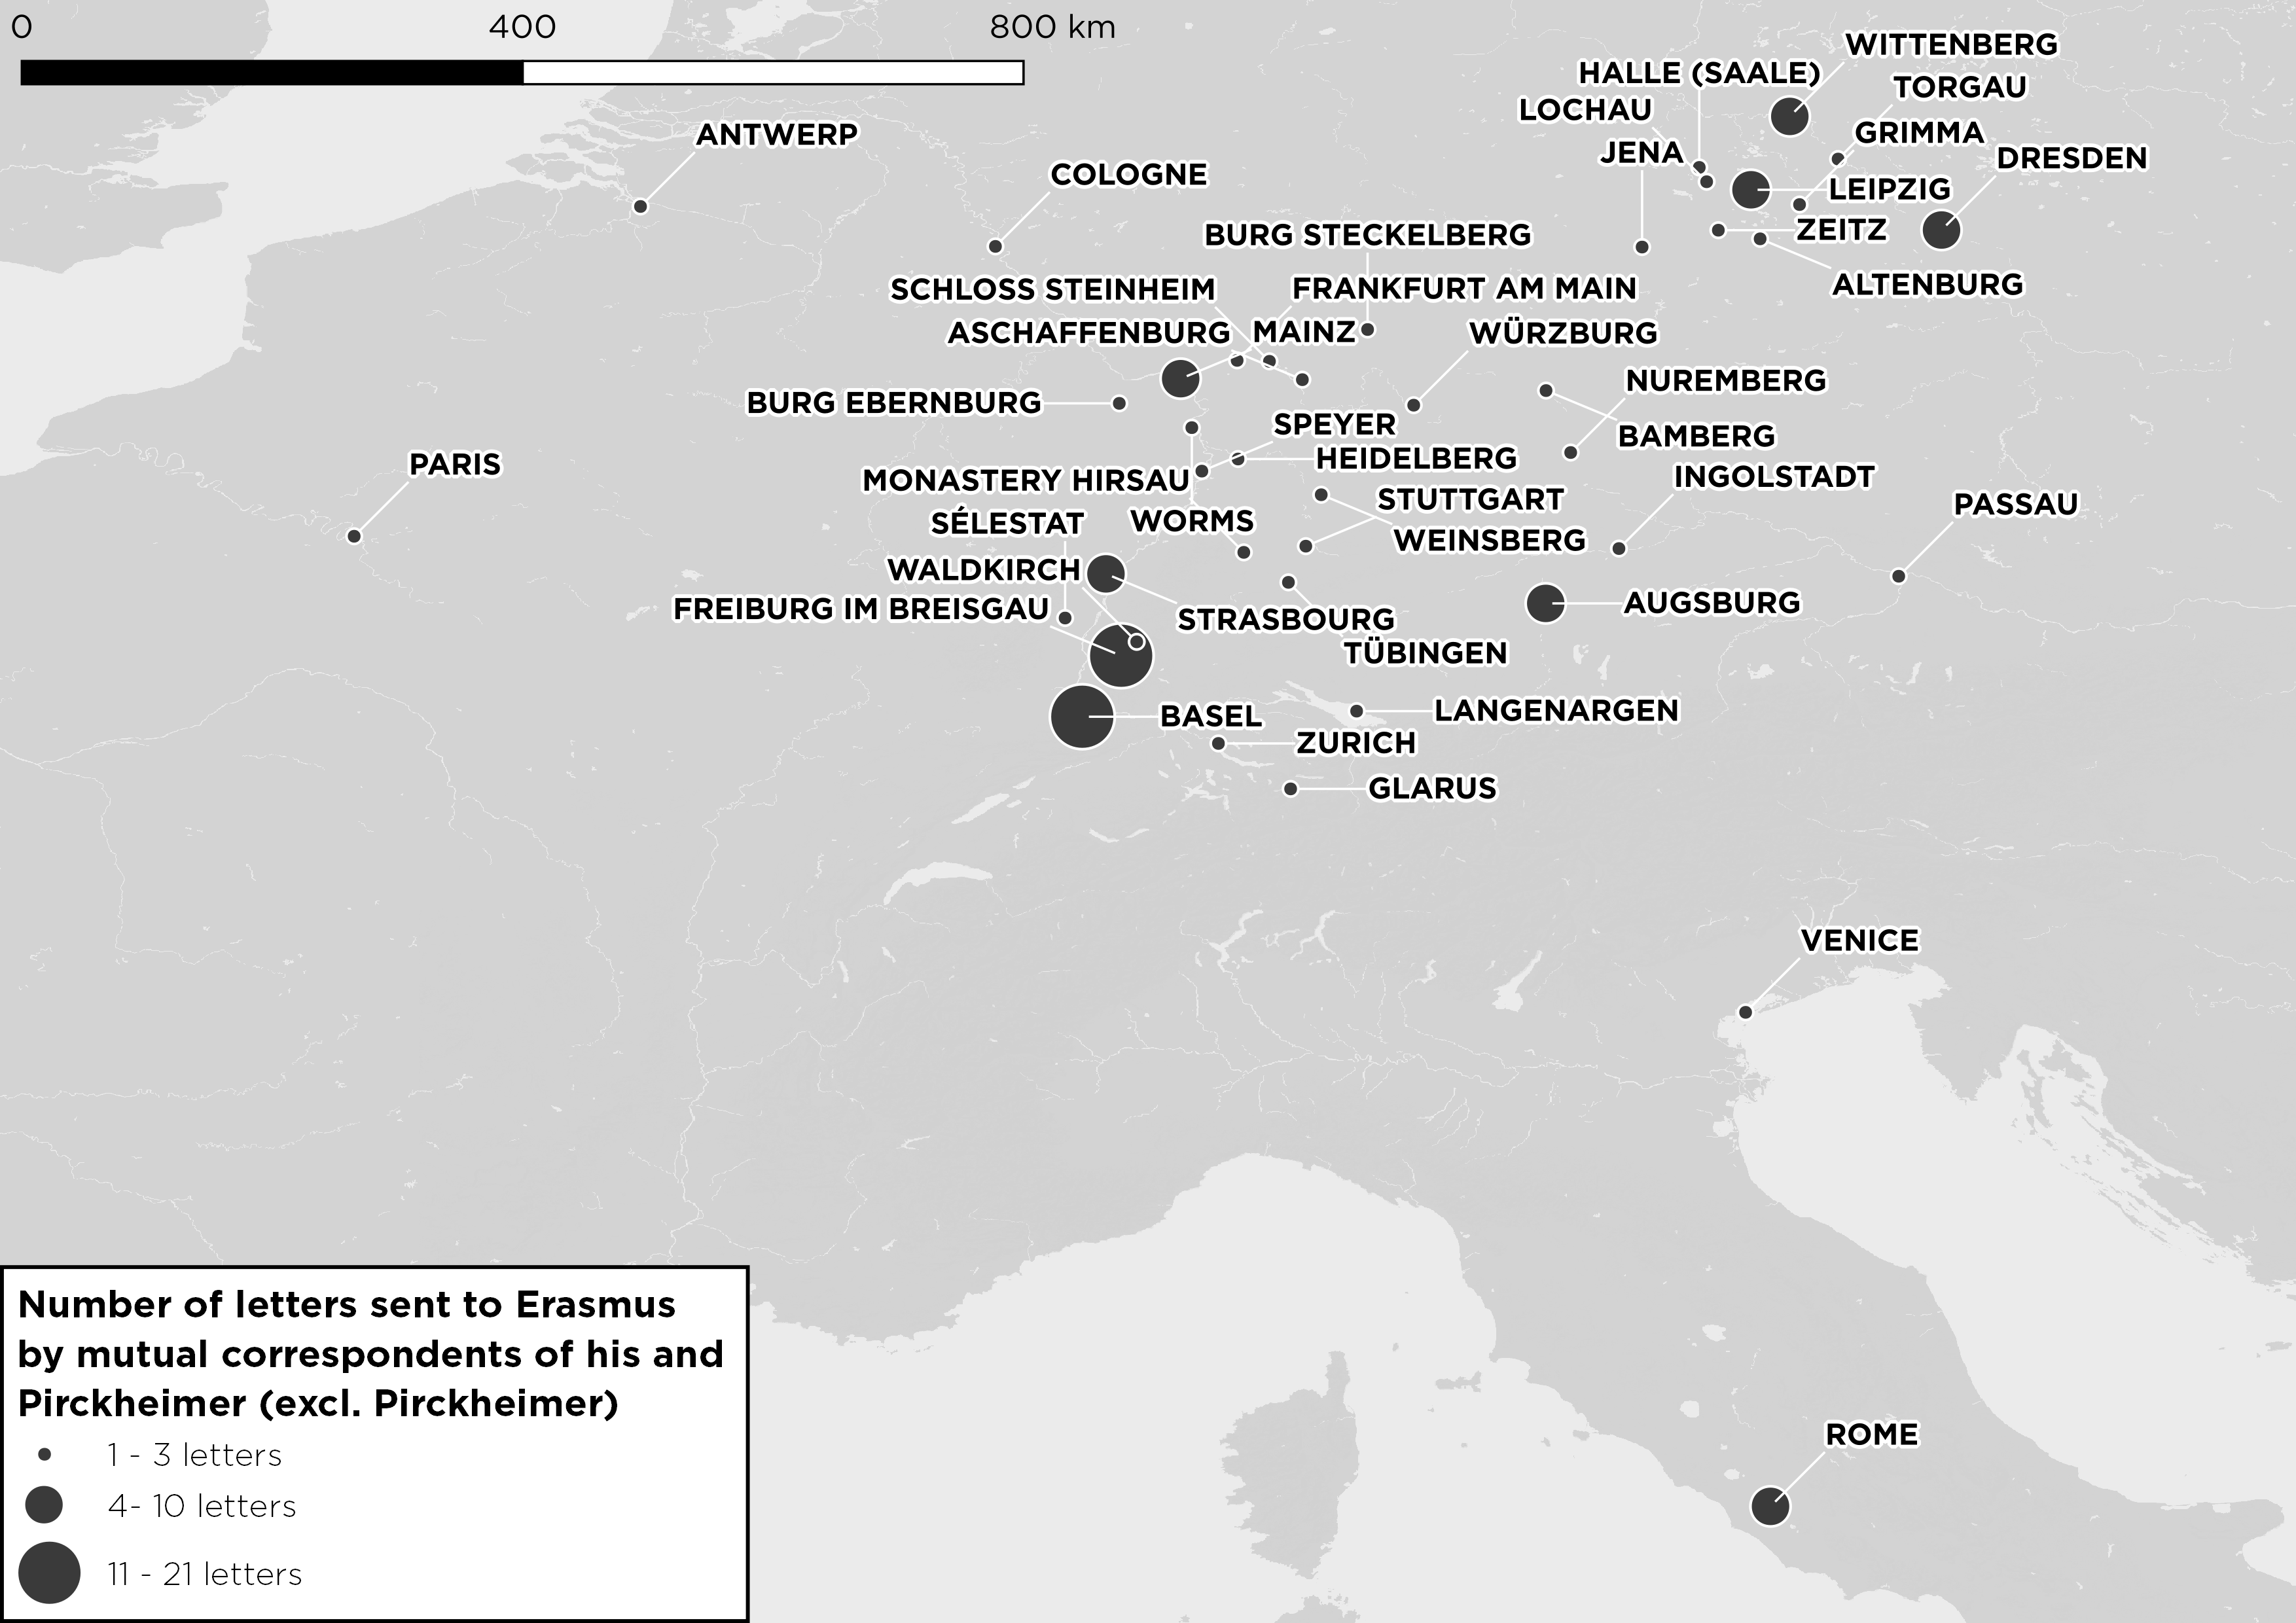 0 400 800 km
WITTENBERG
HALLE (SAALE)
TORGAU
LOCHAU
ANTWERP
GRIMMA
JENA
DRESDEN
COLOGNE
LEIPZIG
ZEITZ
BURG STECKELBERG
ALTENBURG
SCHLOSS STEINHEIM
FRANKFURT AM MAIN
ASCHAFFENBURG
MAINZ
WÜRZBURG
NUREMBERG
BURG EBERNBURG
SPEYER
BAMBERG
HEIDELBERG
PARIS
INGOLSTADT
MONASTERY HIRSAU
STUTTGART
PASSAU
SÉLESTAT
WORMS
WEINSBERG
WALDKIRCH
AUGSBURG
FREIBURG IM BREISGAU
STRASBOURG
TÜBINGEN
LANGENARGEN
BASEL
ZURICH
GLARUS
VENICE
ROME
Number of letters sent to Erasmus
by mutual correspondents of his and
Pirckheimer (excl. Pirckheimer)
1 - 3 letters
4- 10 letters
11 - 21 letters